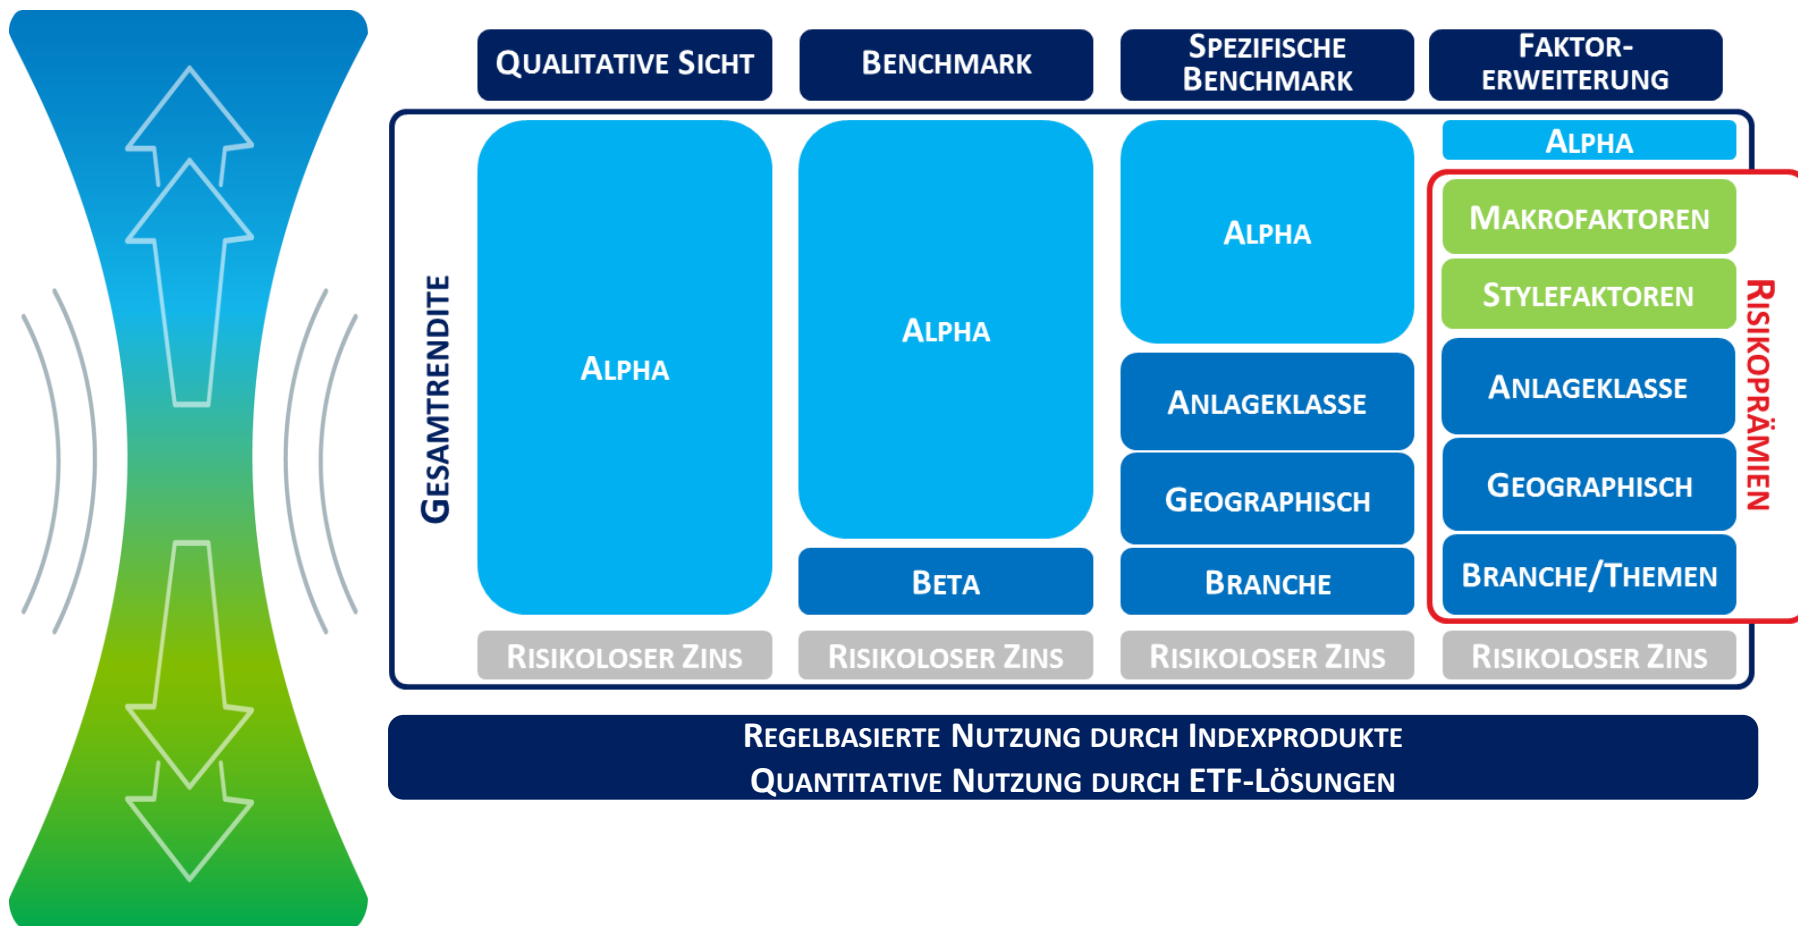 QUALITATIVE SICHT
BENCHMARK
SPEZIFISCHE
BENCHMARK
FAKTOR-
ERWEITERUNG
GESAMTRENDITE
ALPHA
RISIKOLOSER ZINS
ALPHA
BETA
RISIKOLOSER ZINS
ALPHA
ANLAGEKLASSE
GEOGRAPHISCH
BRANCHE
RISIKOLOSER ZINS
ALPHA
MAKROFAKTOREN
STYLEFAKTOREN
ANLAGEKLASSE
GEOGRAPHISCH
BRANCHE/THEMEN
RISIKOLOSER ZINS
RISIKOPRÄMIEN
REGELBASIERTE NUTZUNG DURCH INDEXPRODUKTE
QUANTITATIVE NUTZUNG DURCH ETF-LÖSUNGEN